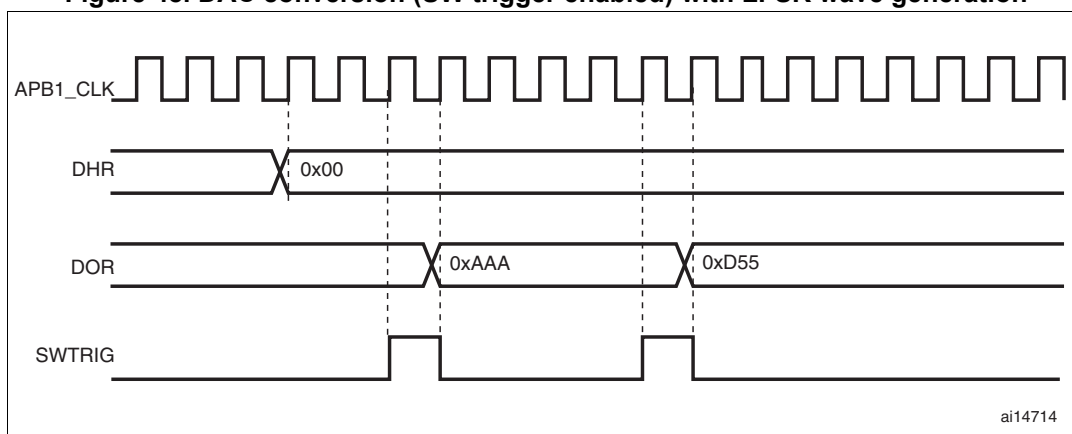 Figure 48. DAC conversion (SW trigger enabled) with LFSR wave generation
APB1_CLK
DHR
0x00
DOR
0xAAA
0xD55
SWTRIG
ai14714